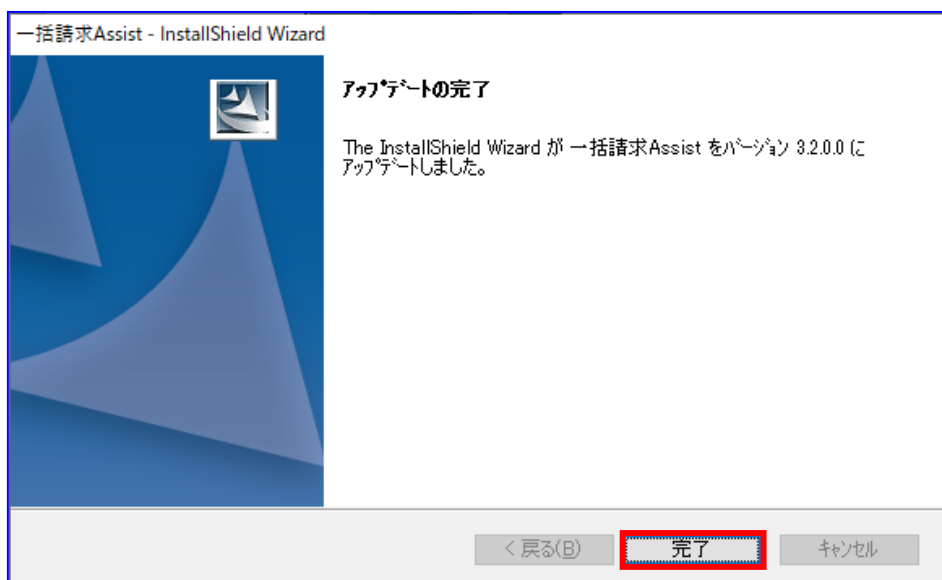 一括請求Assist - InstallShield Wizard
ｱｯﾌﾟﾃﾞｰﾄの完了
The InstallShield Wizard が 一括請求Assist をﾊﾞｰｼﾞｮﾝ 3.2.0.0 に
ｱｯﾌﾟﾃﾞｰﾄしました。
< 戻る(B)
完了
ｷｬﾝｾﾙ